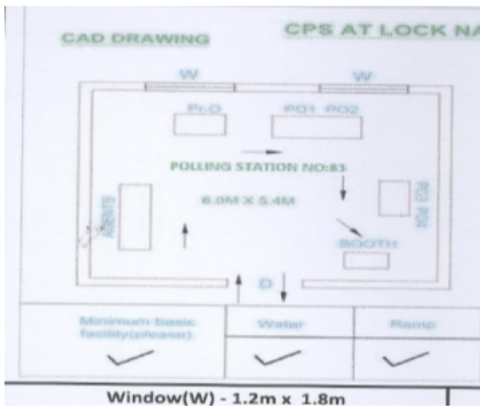 CAD DRAWING
CPS AT LOCK NA
W
W
Pr.O
PO1 PO2
POLLING STATION NO:83
6.0M X 5.4M
AGENTS
PO3 PO4
BOOTH
D
Minimum basic
facility(please)
Water
Ramp
Window(W) - 1.2m x 1.8m